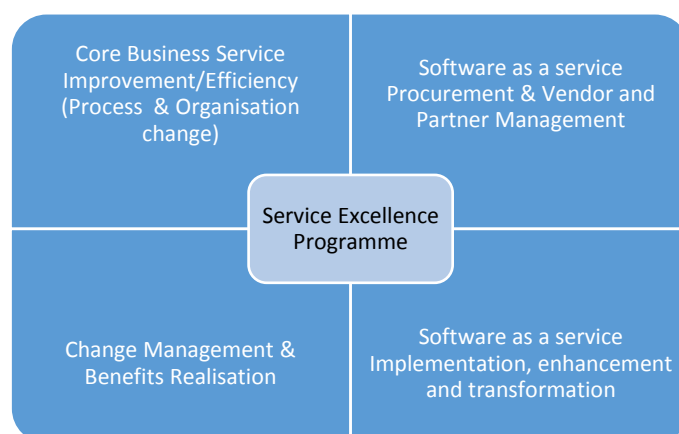 Core Business Service
Improvement/Efficiency
(Process & Organisation
change)
Software as a service
Procurement & Vendor and
Partner Management
Service Excellence
Programme
Change Management &
Benefits Realisation
Software as a service
Implementation, enhancement
and transformation